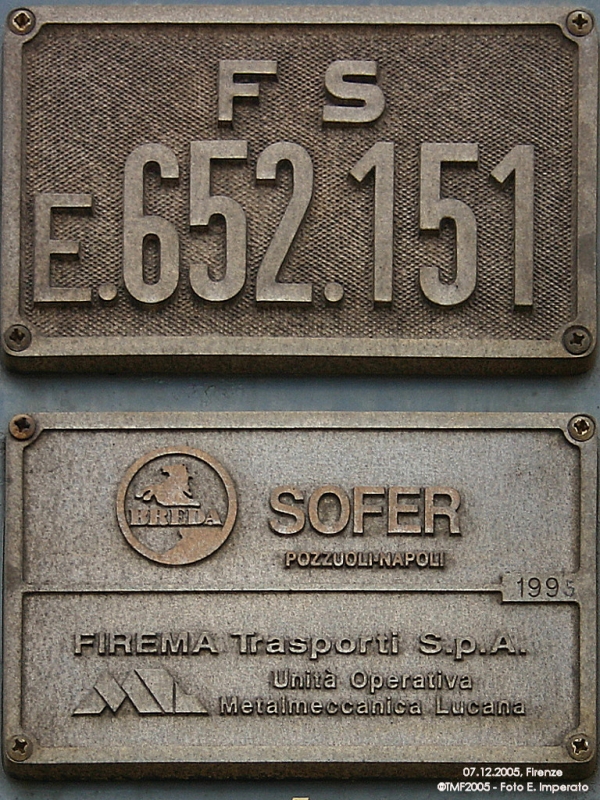 F S
E.652.151
BREDA
SOFER
POZZUOLI-NAPOLI
1995
FIREMA Trasporti S.p.A.
Unità Operativa
Metalmeccanica Lucana
07.12.2005, Firenze
©TMF2005 - Foto E. Imperato